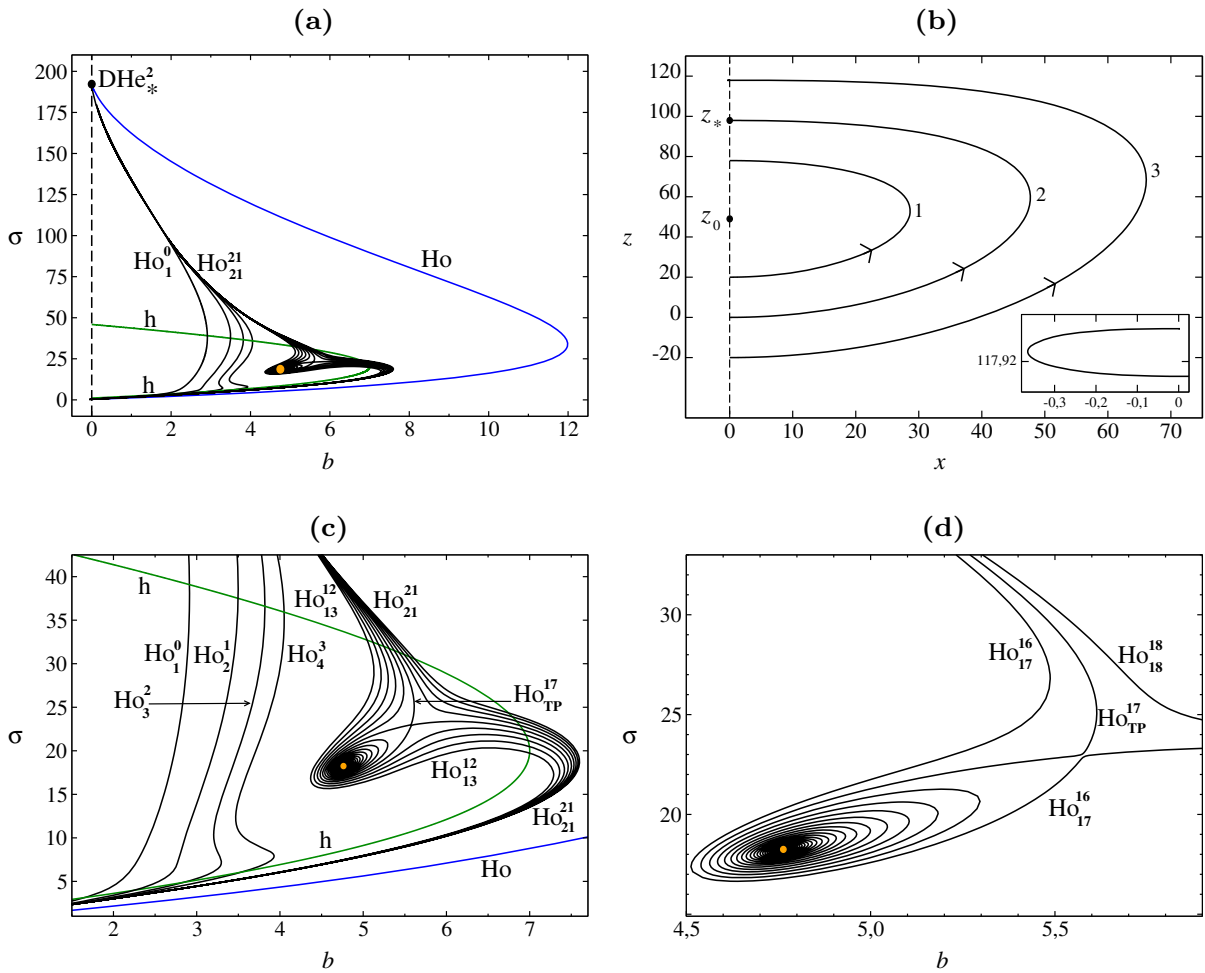 (a)
200
175
150
125
100
75
50
25
0
σ
DHe²*
Ho⁰₁
Ho²¹₂₁
Ho
h
h
0 2 4 6 8 10 12
b
(b)
120
100
80
60
40
20
0
-20
z
z*
z₀
1
2
3
117,92
-0,3 -0,2 -0,1 0
0 10 20 30 40 50 60 70
x
(c)
40
35
30
25
20
15
10
5
σ
h
Ho¹²₁₃
Ho²¹₂₁
Ho⁰₁
Ho¹₂
Ho³₄
Ho²₃
Ho¹⁷TP
Ho¹²₁₃
Ho²¹₂₁
h
Ho
2 3 4 5 6 7
b
(d)
30
25
20
15
σ
Ho¹⁶₁₇
Ho¹⁸₁₈
Ho¹⁷TP
Ho¹⁶₁₇
4,5 5,0 5,5
b